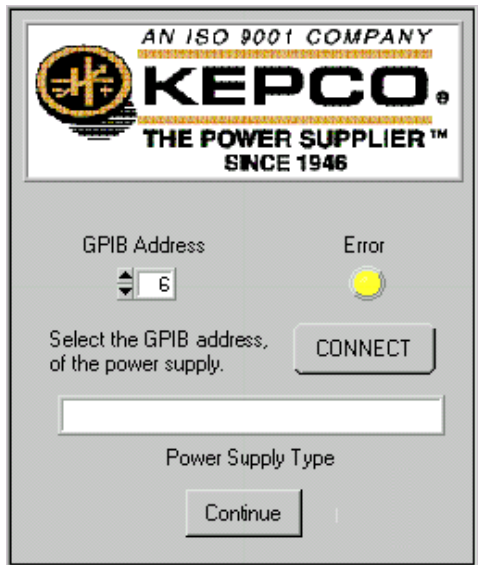 AN ISO 9001 COMPANY
KEPCO®
THE POWER SUPPLIER™
SINCE 1946
GPIB Address
Error
6
Select the GPIB address,
of the power supply.
CONNECT
Power Supply Type
Continue